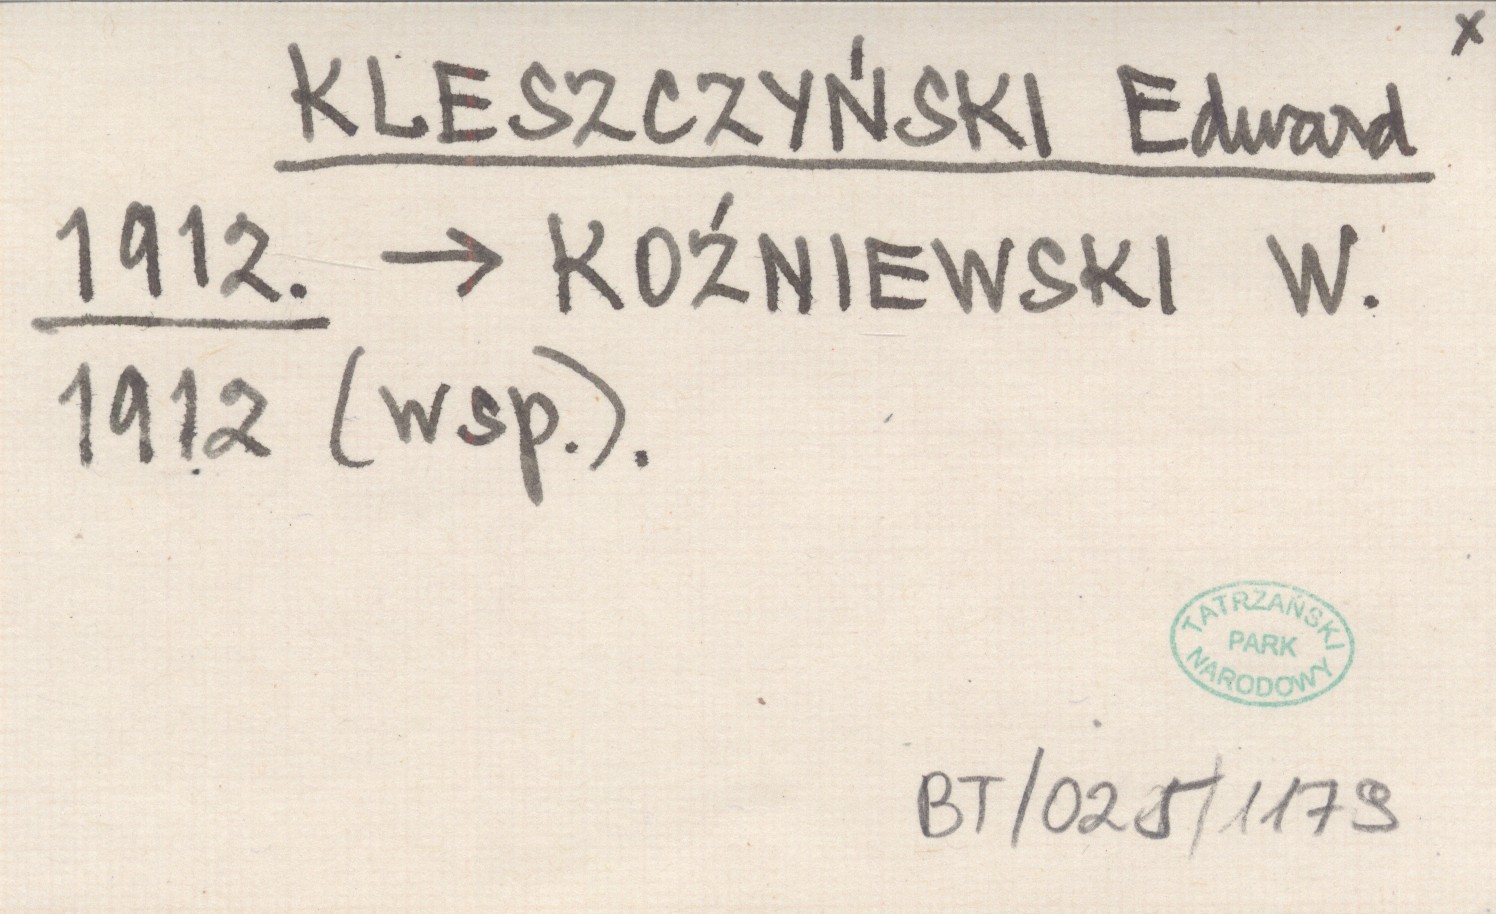 x
KLESZCZYŃSKI Edward
1912. → KOŹNIEWSKI W.
1912 (wsp.).
TATRZAŃSKI
PARK
NARODOWY
BT/025/1179